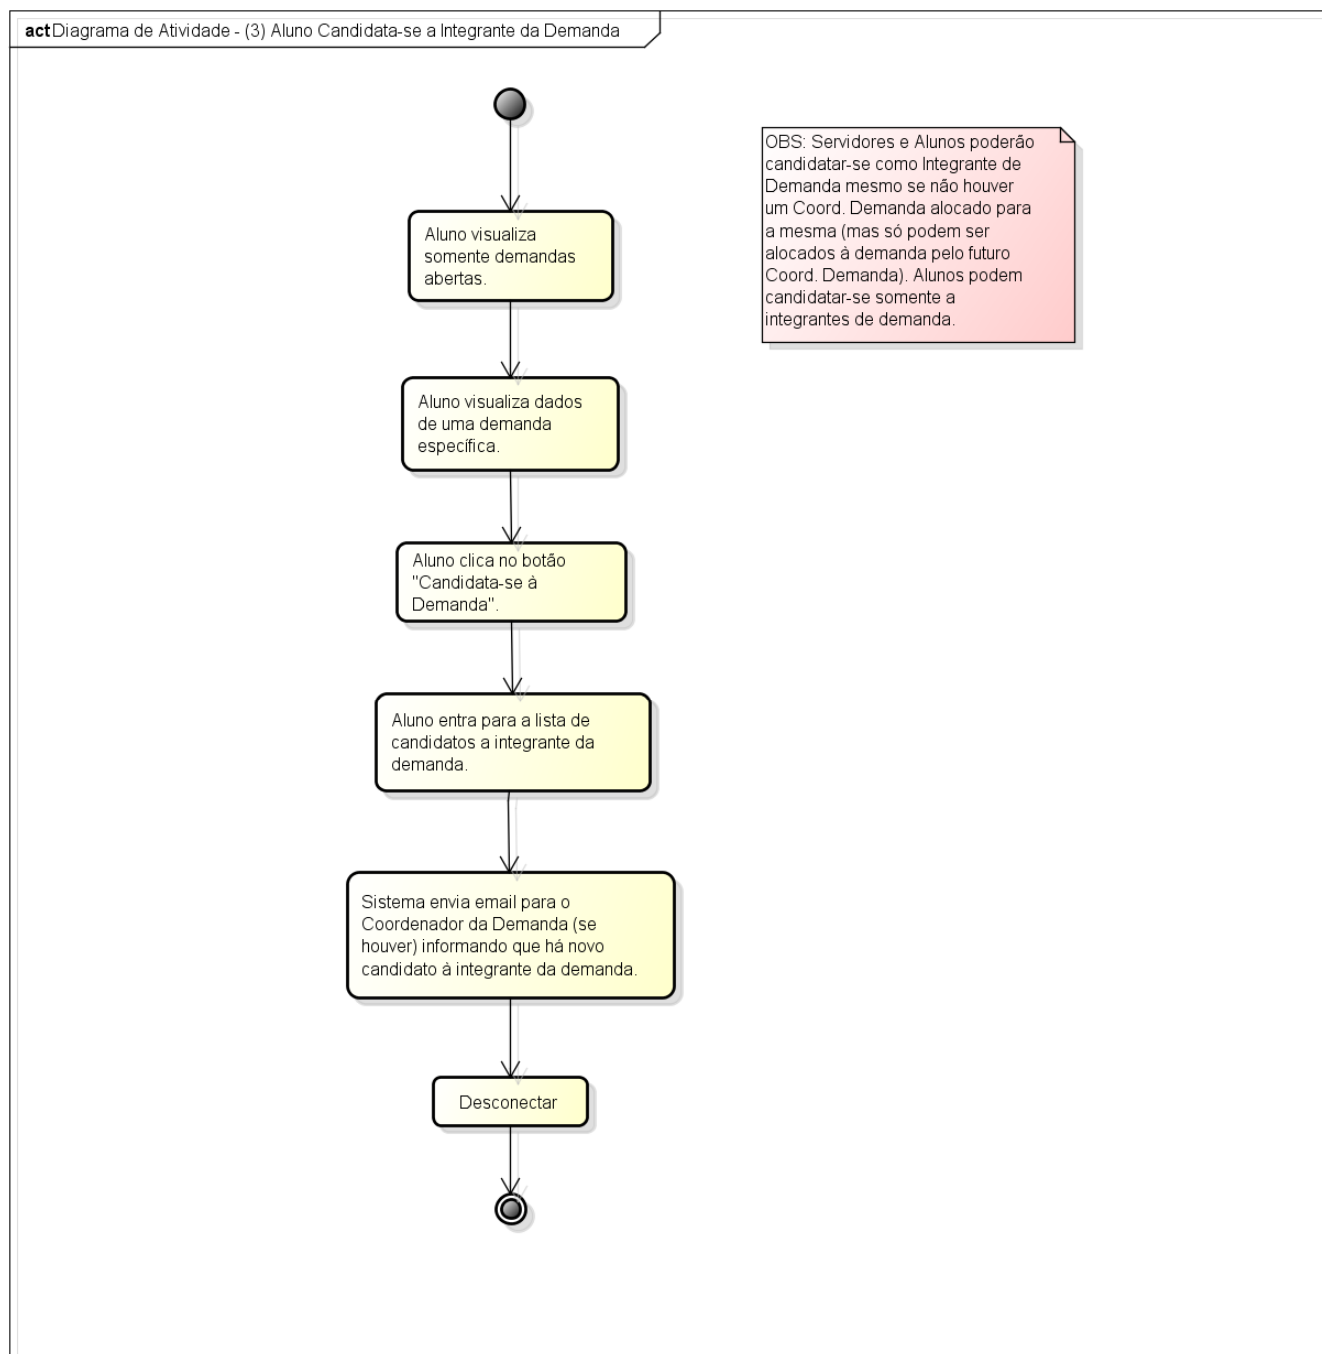 act Diagrama de Atividade - (3) Aluno Candidata-se a Integrante da Demanda
OBS: Servidores e Alunos poderão
candidatar-se como Integrante de
Demanda mesmo se não houver
um Coord. Demanda alocado para
a mesma (mas só podem ser
alocados à demanda pelo futuro
Coord. Demanda). Alunos podem
candidatar-se somente a
integrantes de demanda.
Aluno visualiza
somente demandas
abertas.
Aluno visualiza dados
de uma demanda
específica.
Aluno clica no botão
"Candidata-se à
Demanda".
Aluno entra para a lista de
candidatos a integrante da
demanda.
Sistema envia email para o
Coordenador da Demanda (se
houver) informando que há novo
candidato à integrante da demanda.
Desconectar